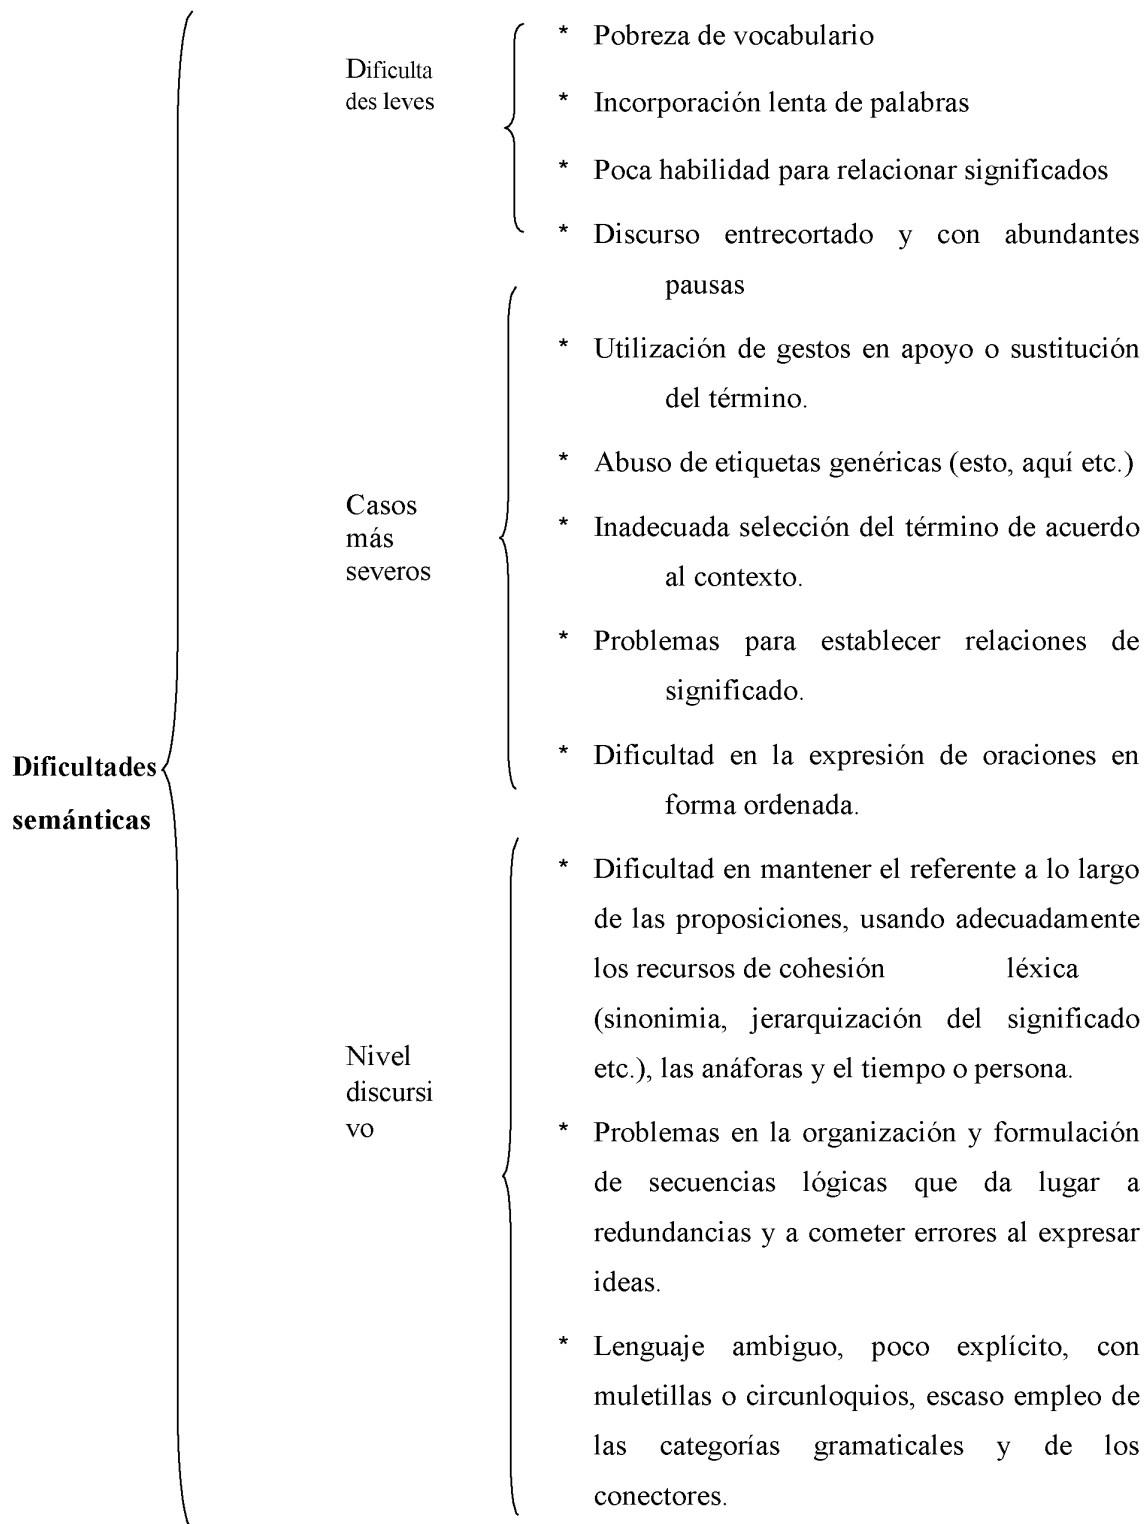 Dificultades
semánticas
Dificulta
des leves
* Pobreza de vocabulario
* Incorporación lenta de palabras
* Poca habilidad para relacionar significados
* Discurso entrecortado y con abundantes
pausas
Casos
más
severos
* Utilización de gestos en apoyo o sustitución
del término.
* Abuso de etiquetas genéricas (esto, aquí etc.)
* Inadecuada selección del término de acuerdo
al contexto.
* Problemas para establecer relaciones de
significado.
* Dificultad en la expresión de oraciones en
forma ordenada.
Nivel
discursi
vo
* Dificultad en mantener el referente a lo largo
de las proposiciones, usando adecuadamente
los recursos de cohesión léxica
(sinonimia, jerarquización del significado
etc.), las anáforas y el tiempo o persona.
* Problemas en la organización y formulación
de secuencias lógicas que da lugar a
redundancias y a cometer errores al expresar
ideas.
* Lenguaje ambiguo, poco explícito, con
muletillas o circunloquios, escaso empleo de
las categorías gramaticales y de los
conectores.